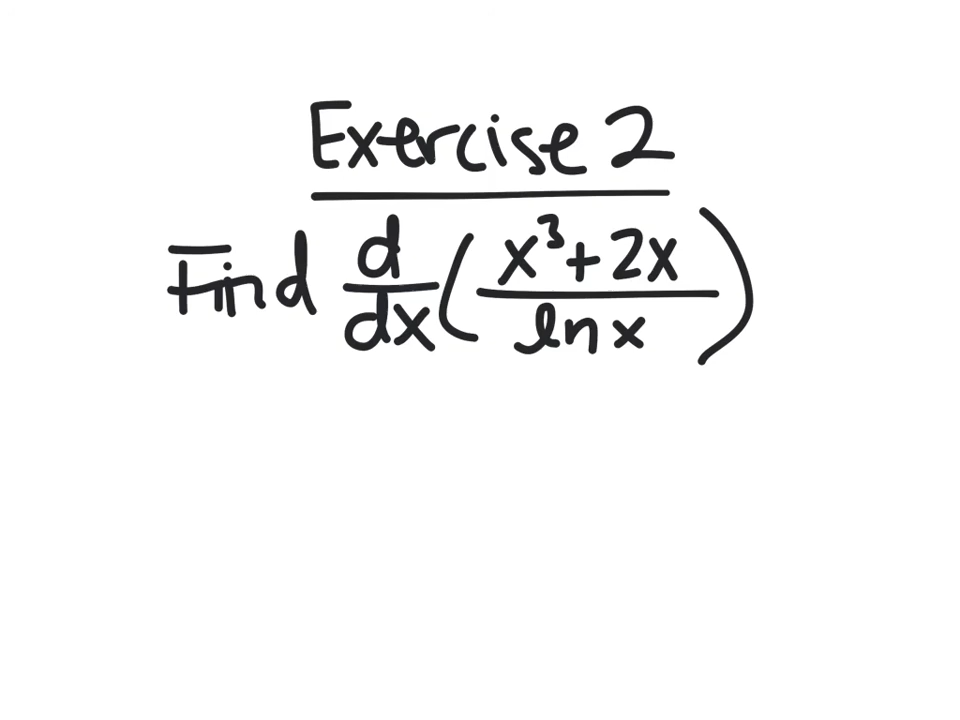 Exercise 2
Find d/dx ( (x³+2x)/(ln x) )